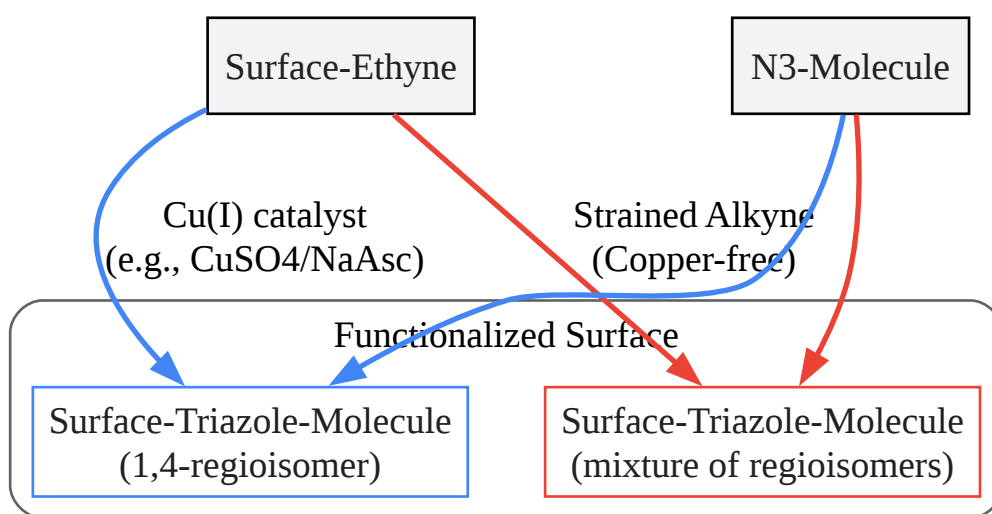 Surface-Ethyne
N3-Molecule
Cu(I) catalyst
(e.g., CuSO4/NaAsc)
Strained Alkyne
(Copper-free)
Functionalized Surface
Surface-Triazole-Molecule
(1,4-regioisomer)
Surface-Triazole-Molecule
(mixture of regioisomers)